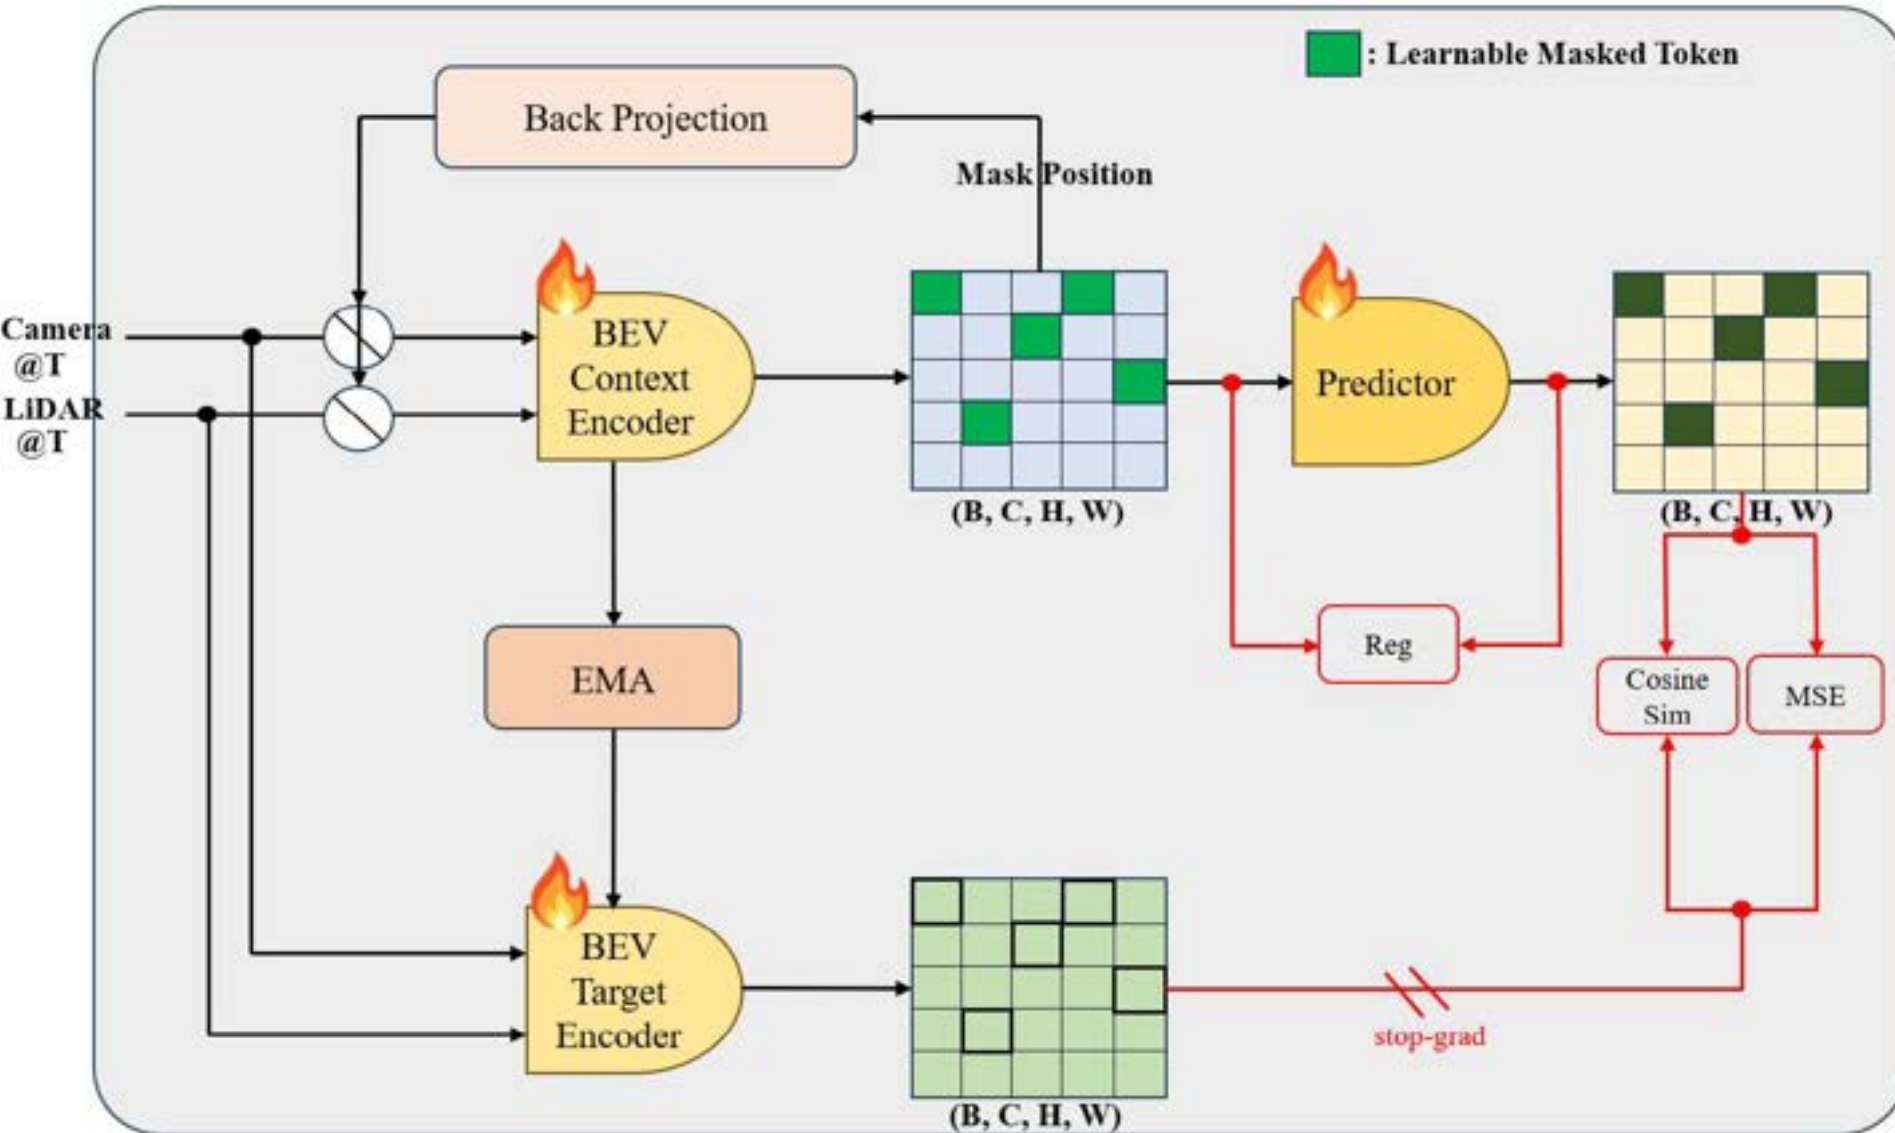 : Learnable Masked Token
Back Projection
Mask Position
Camera
@T
LiDAR
@T
BEV
Context
Encoder
Predictor
(B, C, H, W)
(B, C, H, W)
Reg
Cosine
Sim
MSE
EMA
BEV
Target
Encoder
stop-grad
(B, C, H, W)